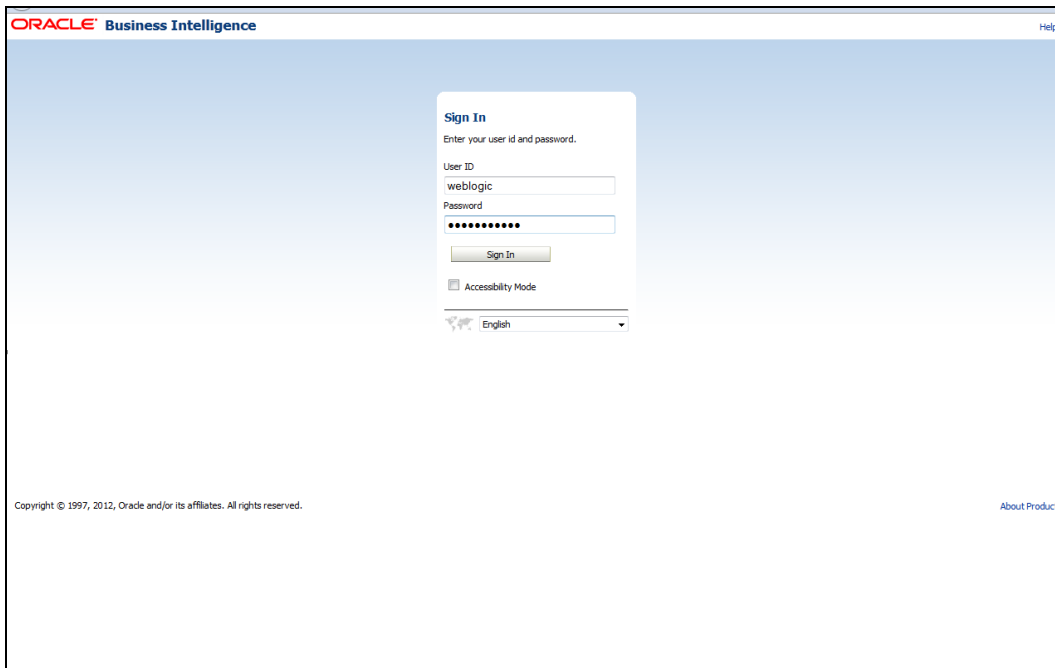 ORACLE Business Intelligence
Help
Sign In
Enter your user id and password.
User ID
weblogic
Password
•••••••••••
Sign In
Accessibility Mode
English
Copyright © 1997, 2012, Oracle and/or its affiliates. All rights reserved.
About Produc